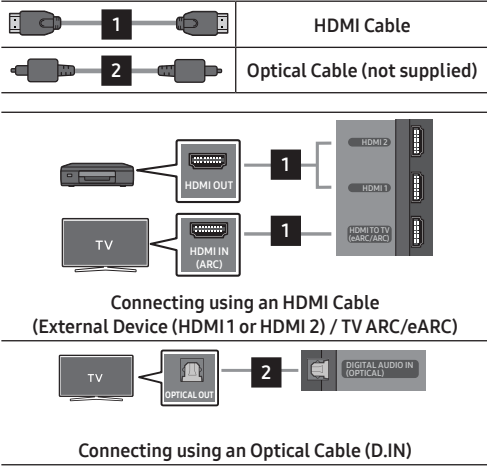 1
HDMI Cable
2
Optical Cable (not supplied)
HDMI OUT
1
HDMI 2
HDMI 1
TV
HDMI IN
(ARC)
1
HDMI TO TV
(eARC/ARC)
Connecting using an HDMI Cable
(External Device (HDMI 1 or HDMI 2) / TV ARC/eARC)
TV
OPTICAL OUT
2
DIGITAL AUDIO IN
(OPTICAL)
Connecting using an Optical Cable (D.IN)